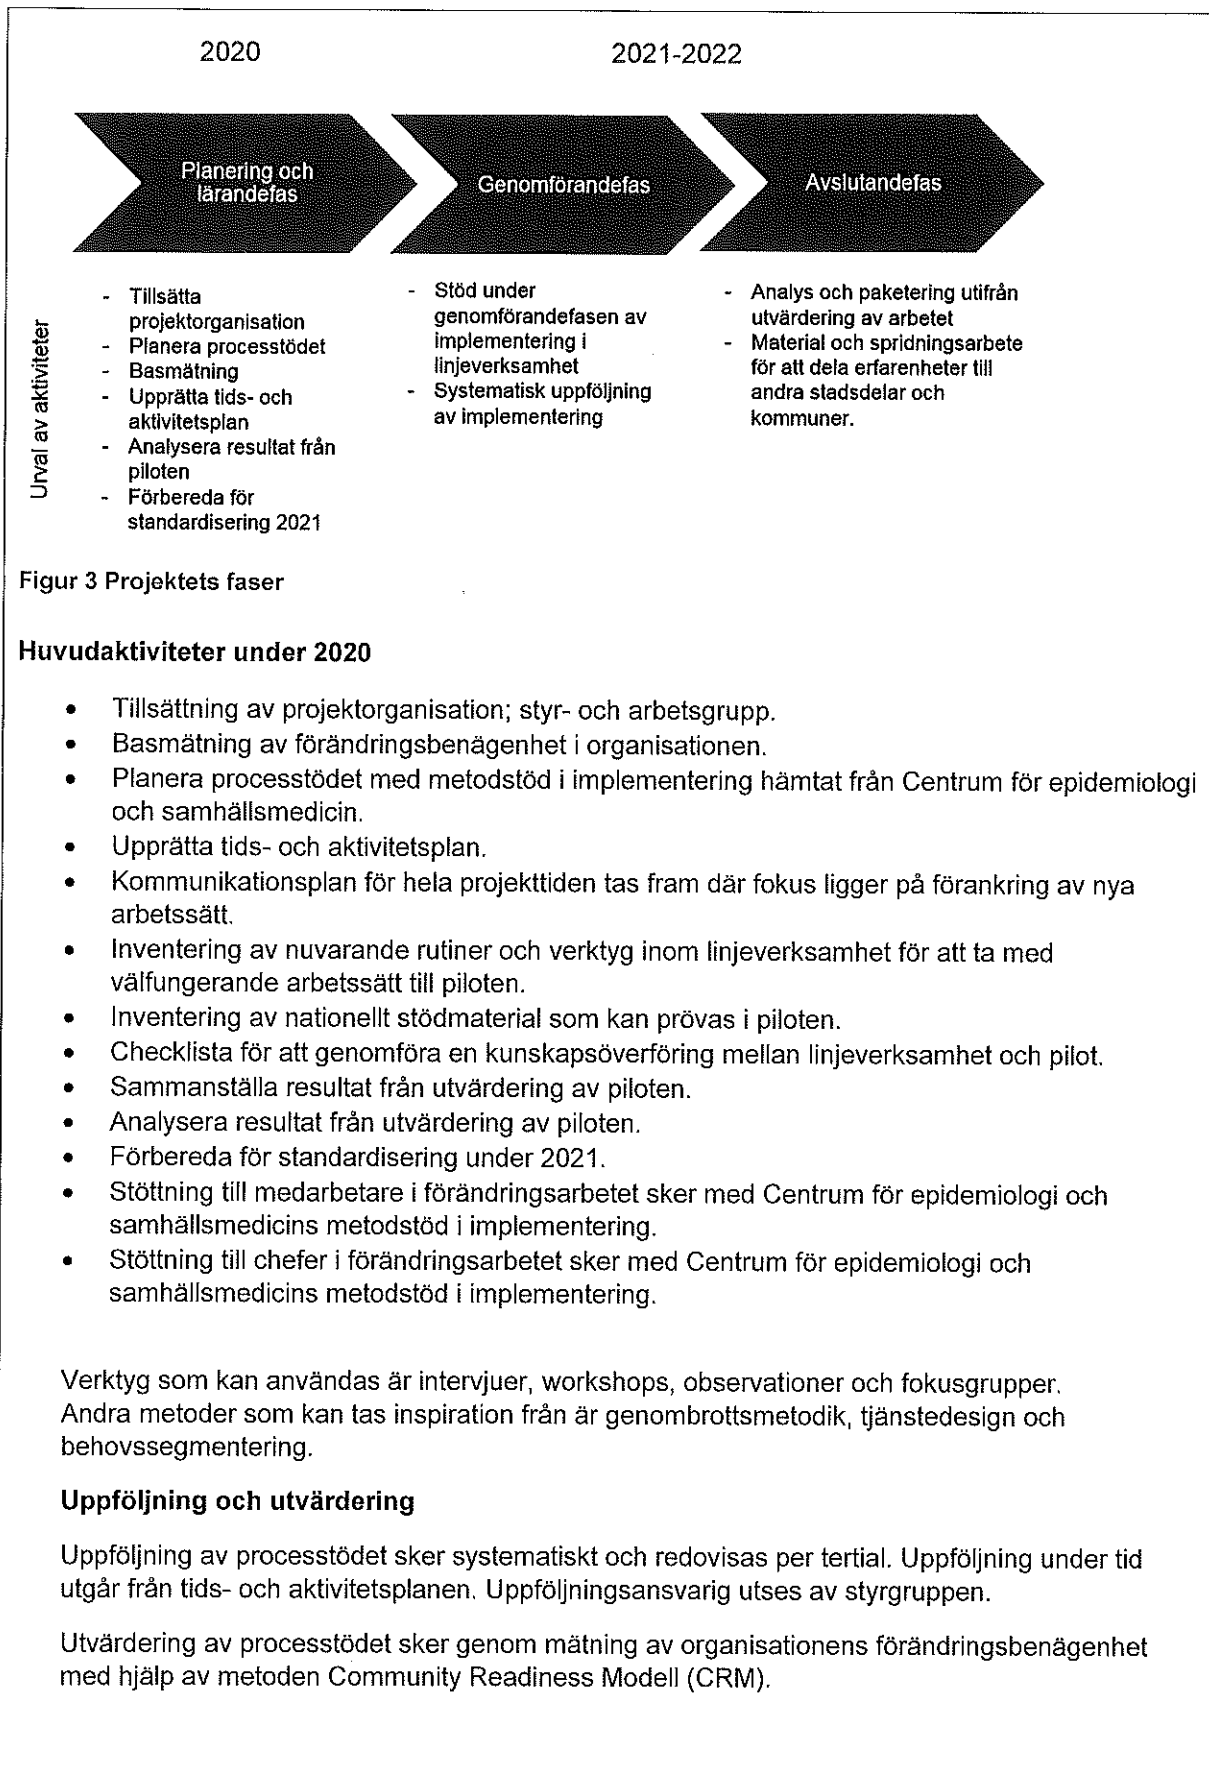 2020
2021-2022
Planering och
lärandefas
Genomförandefas
Avslutandefas
Urval av aktiviteter
- Tillsätta
projektorganisation
- Planera processtödet
- Basmätning
- Upprätta tids- och
aktivitetsplan
- Analysera resultat från
piloten
- Förbereda för
standardisering 2021
- Stöd under
genomförandefasen av
implementering i
linjeverksamhet
- Systematisk uppföljning
av implementering
- Analys och paketering utifrån
utvärdering av arbetet
- Material och spridningsarbete
för att dela erfarenheter till
andra stadsdelar och
kommuner.
Figur 3 Projektets faser
Huvudaktiviteter under 2020
• Tillsättning av projektorganisation; styr- och arbetsgrupp.
• Basmätning av förändringsbenägenhet i organisationen.
• Planera processtödet med metodstöd i implementering hämtat från Centrum för epidemiologi
och samhällsmedicin.
• Upprätta tids- och aktivitetsplan.
• Kommunikationsplan för hela projekttiden tas fram där fokus ligger på förankring av nya
arbetssätt.
• Inventering av nuvarande rutiner och verktyg inom linjeverksamhet för att ta med
välfungerande arbetssätt till piloten.
• Inventering av nationellt stödmaterial som kan prövas i piloten.
• Checklista för att genomföra en kunskapsöverföring mellan linjeverksamhet och pilot.
• Sammanställa resultat från utvärdering av piloten.
• Analysera resultat från utvärdering av piloten.
• Förbereda för standardisering under 2021.
• Stöttning till medarbetare i förändringsarbetet sker med Centrum för epidemiologi och
samhällsmedicins metodstöd i implementering.
• Stöttning till chefer i förändringsarbetet sker med Centrum för epidemiologi och
samhällsmedicins metodstöd i implementering.
Verktyg som kan användas är intervjuer, workshops, observationer och fokusgrupper.
Andra metoder som kan tas inspiration från är genombrottsmetodik, tjänstedesign och
behovssegmentering.
Uppföljning och utvärdering
Uppföljning av processtödet sker systematiskt och redovisas per tertial. Uppföljning under tid
utgår från tids- och aktivitetsplanen. Uppföljningsansvarig utses av styrgruppen.
Utvärdering av processtödet sker genom mätning av organisationens förändringsbenägenhet
med hjälp av metoden Community Readiness Modell (CRM).